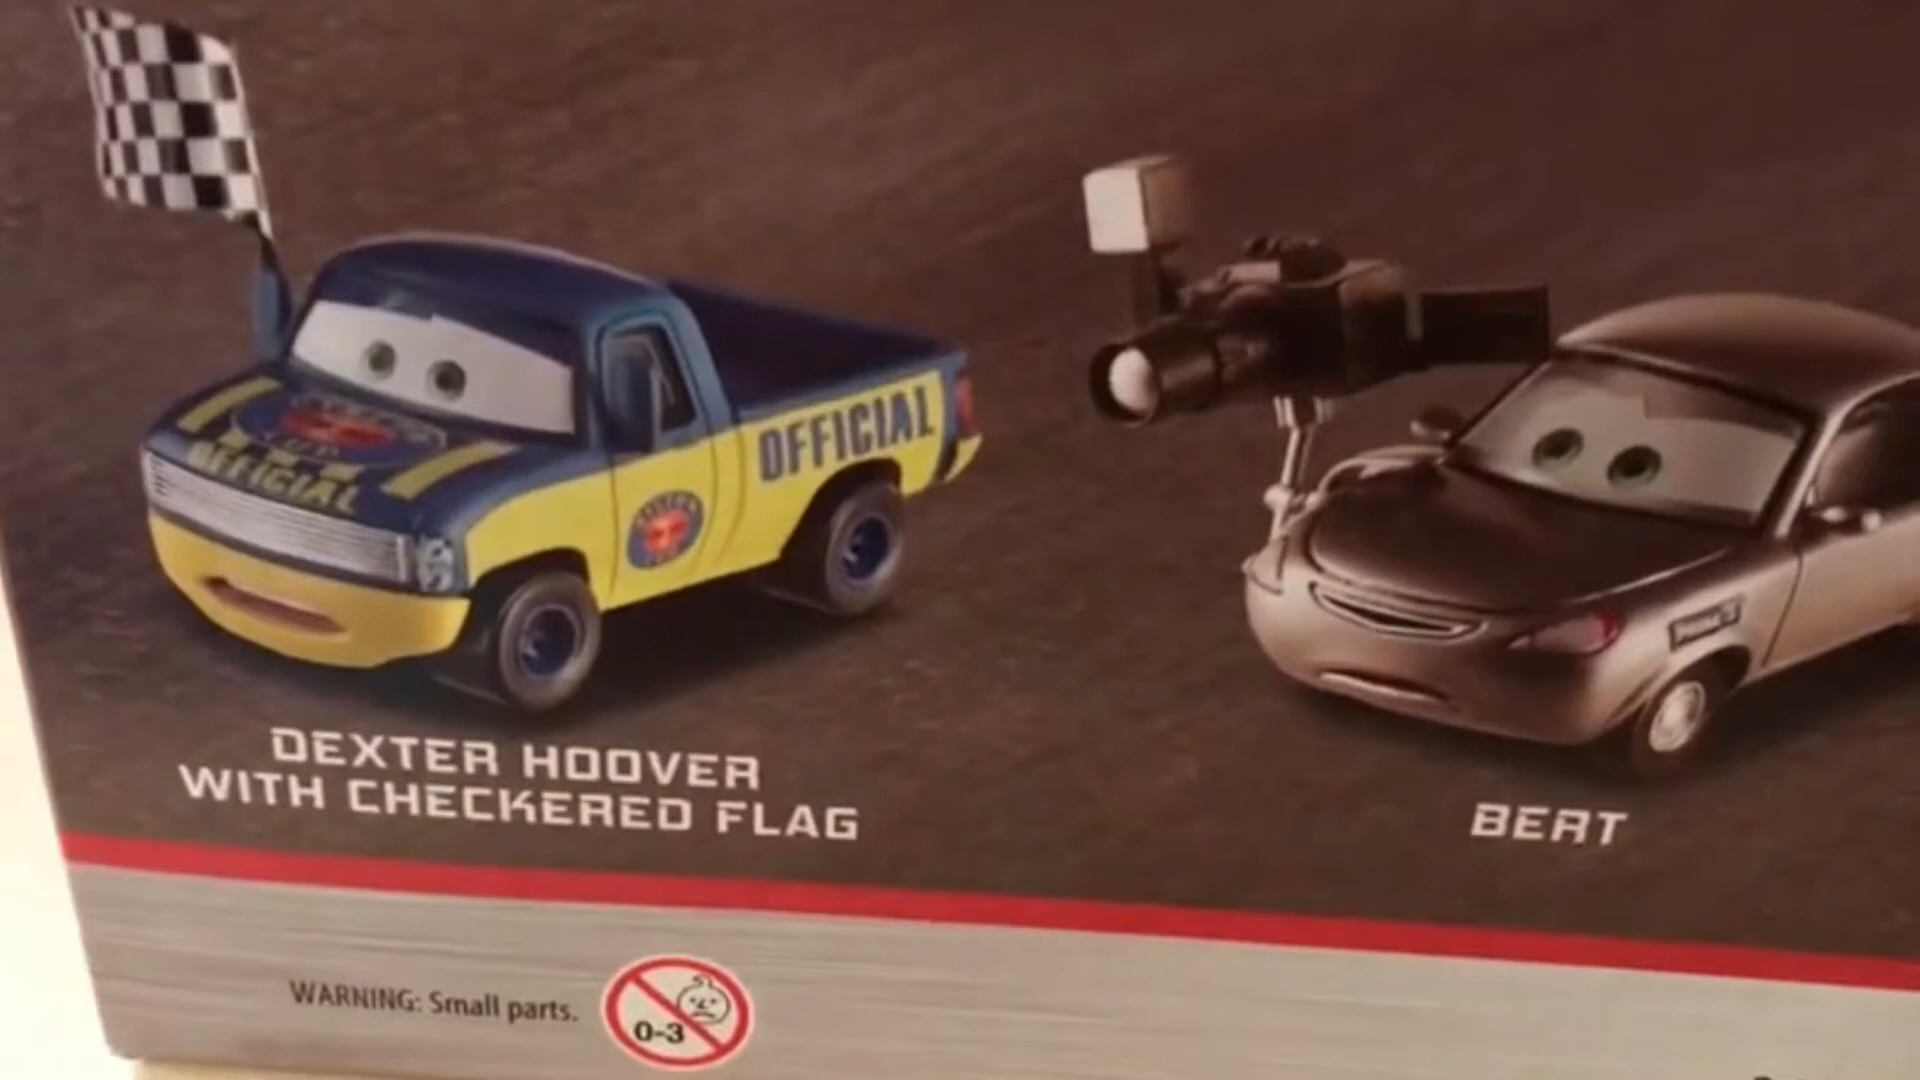 OFFICIAL
OFFICIAL
DEXTER HOOVER
WITH CHECKERED FLAG
BERT
WARNING: Small parts.
0-3